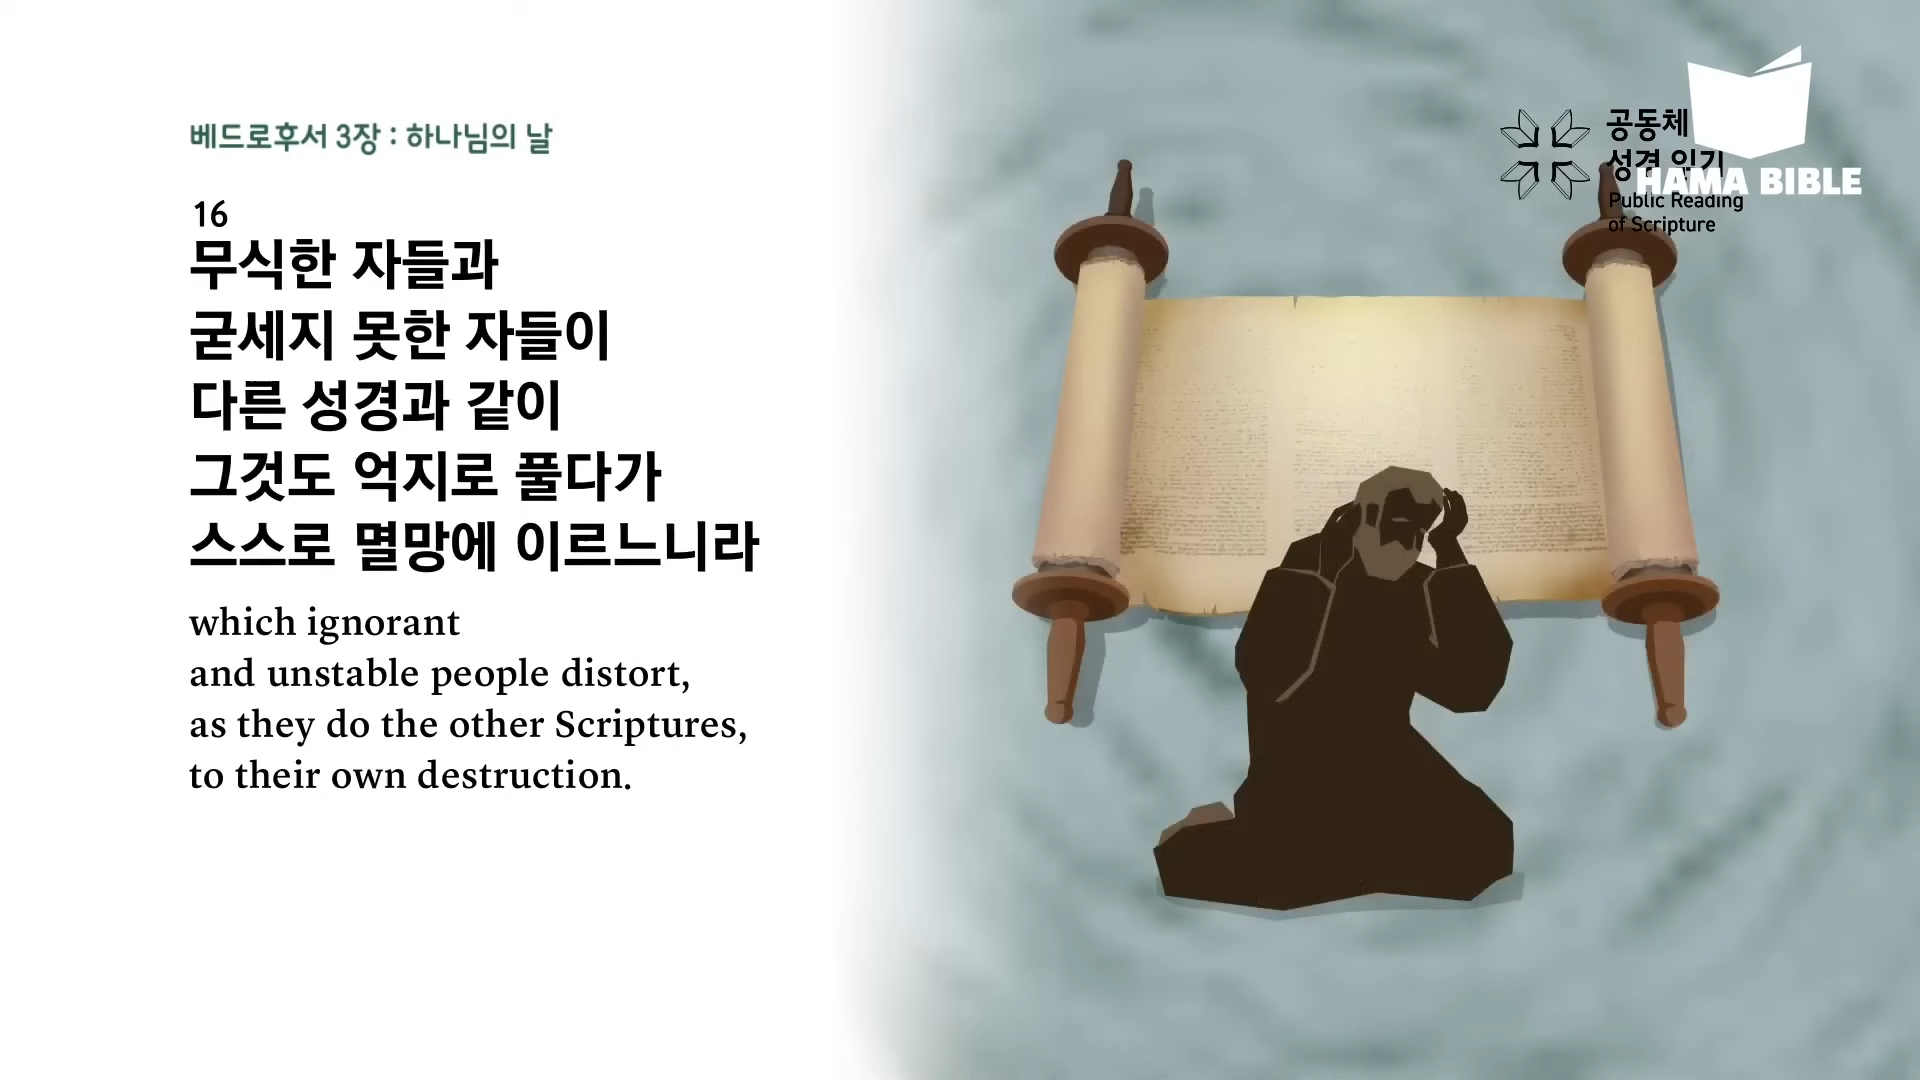 베드로후서 3장 : 하나님의 날
16
무식한 자들과
굳세지 못한 자들이
다른 성경과 같이
그것도 억지로 풀다가
스스로 멸망에 이르느니라
which ignorant
and unstable people distort,
as they do the other Scriptures,
to their own destruction.
공동체
성경 읽기
Public Reading
of Scripture
HAMA BIBLE